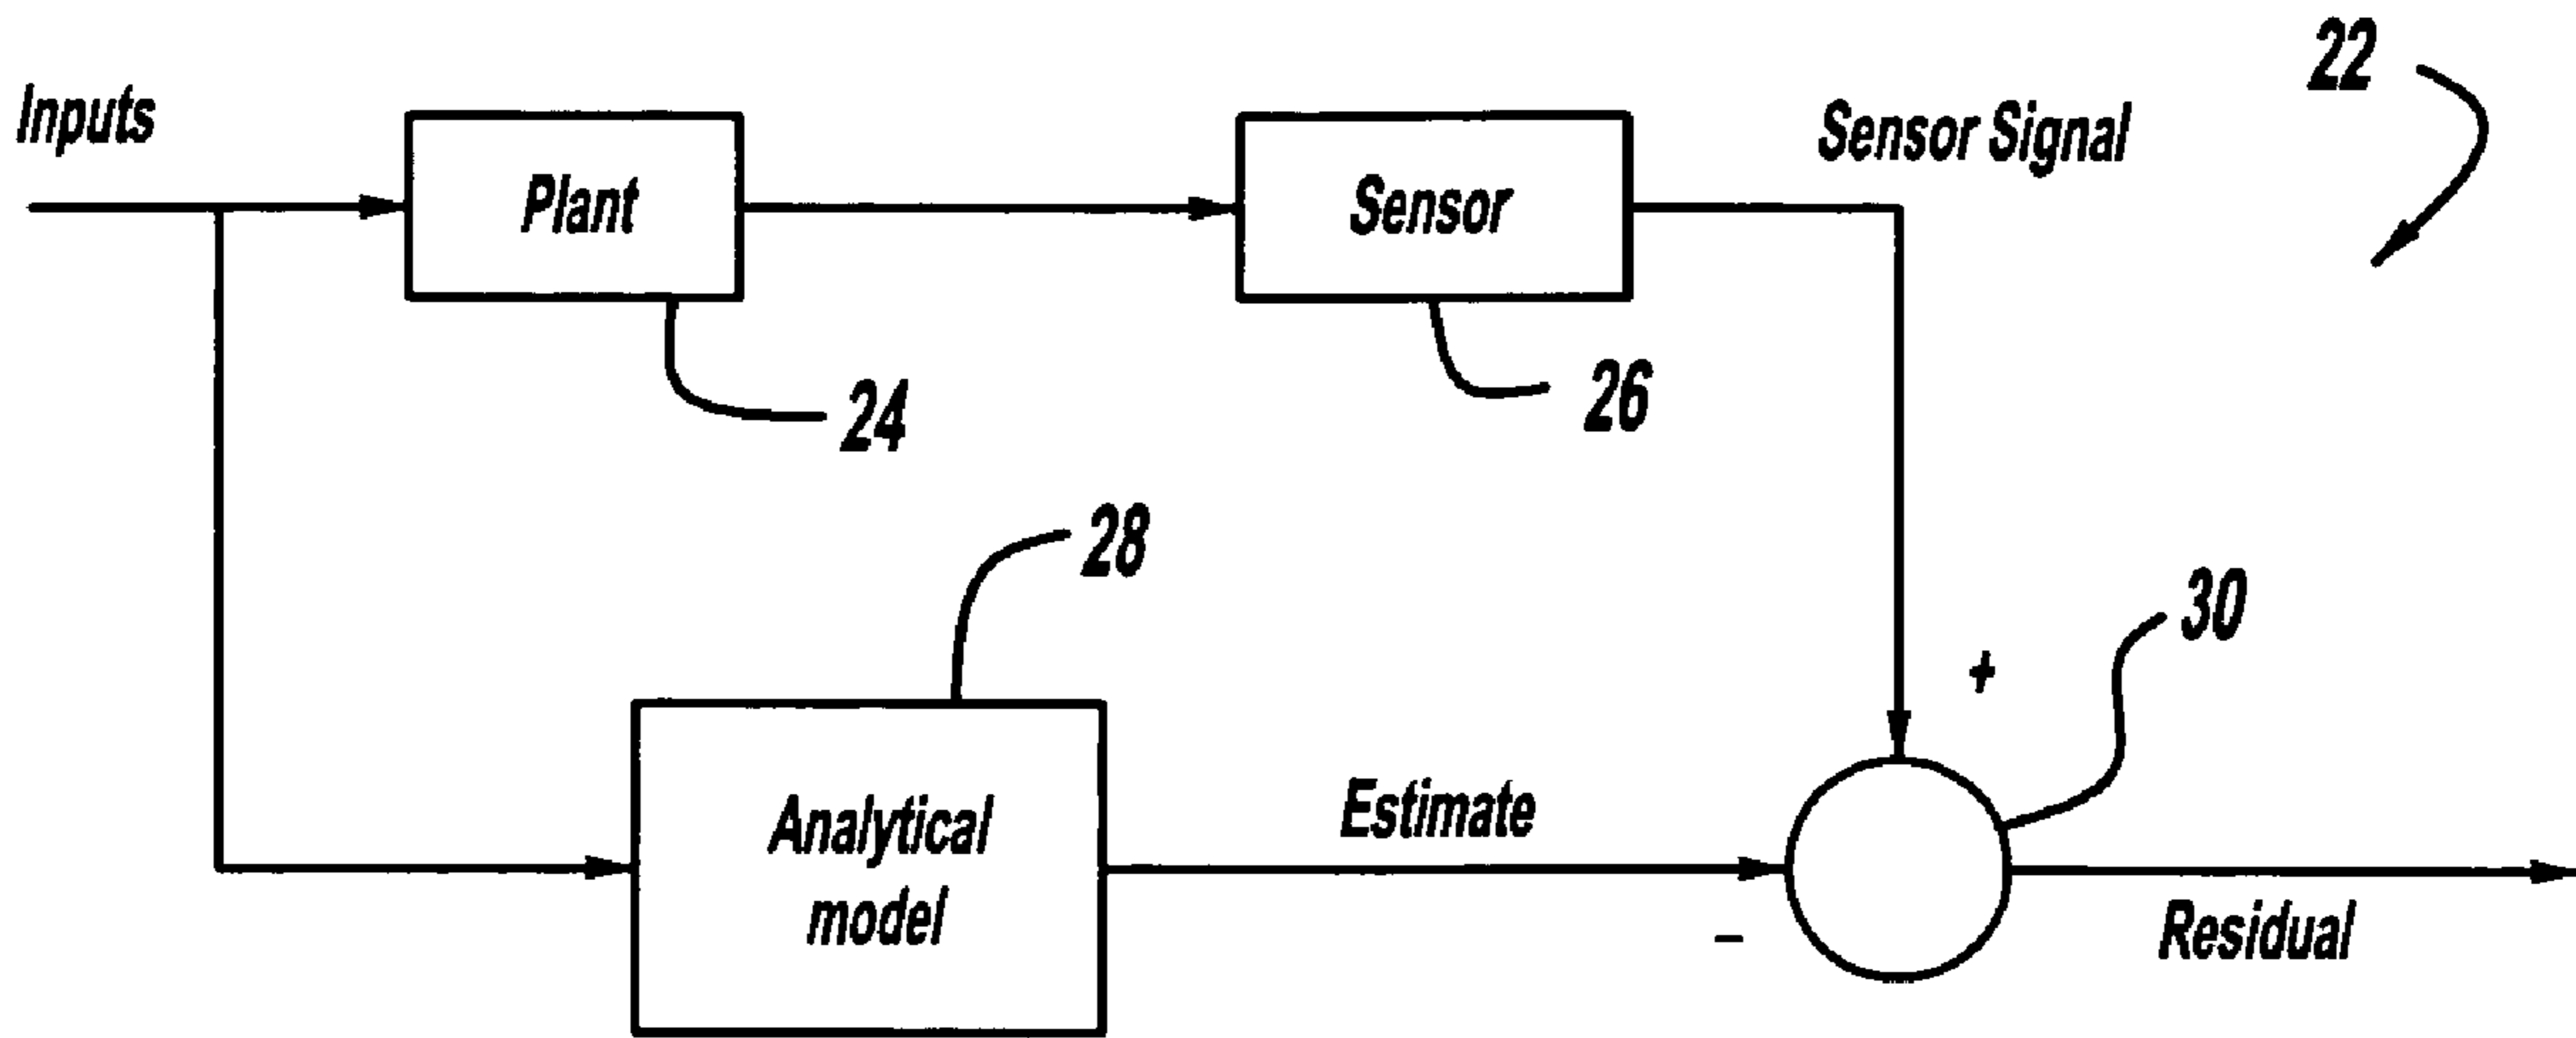 22
Inputs
Sensor Signal
Plant
Sensor
24
26
28
30
+
Estimate
Analytical
model
−
Residual